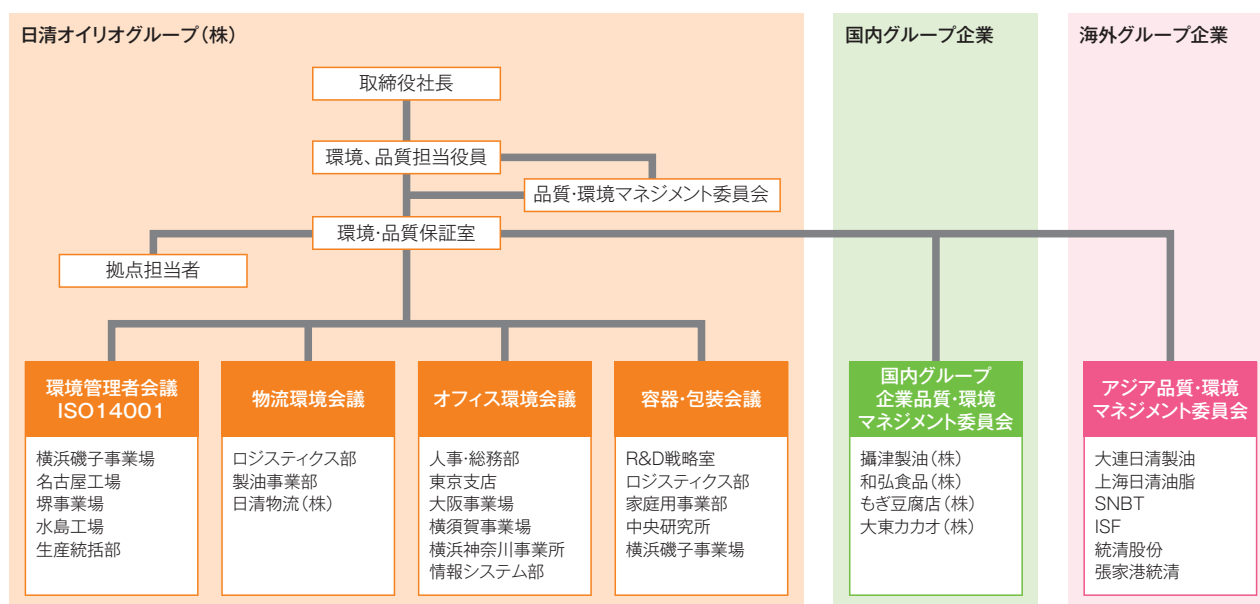 日清オイリオグループ(株)
国内グループ企業
海外グループ企業
取締役社長
環境、品質担当役員
品質・環境マネジメント委員会
環境・品質保証室
拠点担当者
環境管理者会議
ISO14001
横浜磯子事業場
名古屋工場
堺事業場
水島工場
生産統括部
物流環境会議
ロジスティクス部
製油事業部
日清物流(株)
オフィス環境会議
人事・総務部
東京支店
大阪事業場
横須賀事業場
横浜神奈川事業所
情報システム部
容器・包装会議
R&D戦略室
ロジスティクス部
家庭用事業部
中央研究所
横浜磯子事業場
国内グループ
企業品質・環境
マネジメント委員会
攝津製油(株)
和弘食品(株)
もぎ豆腐店(株)
大東カカオ(株)
アジア品質・環境
マネジメント委員会
大連日清製油
上海日清油脂
SNBT
ISF
統清股份
張家港統清